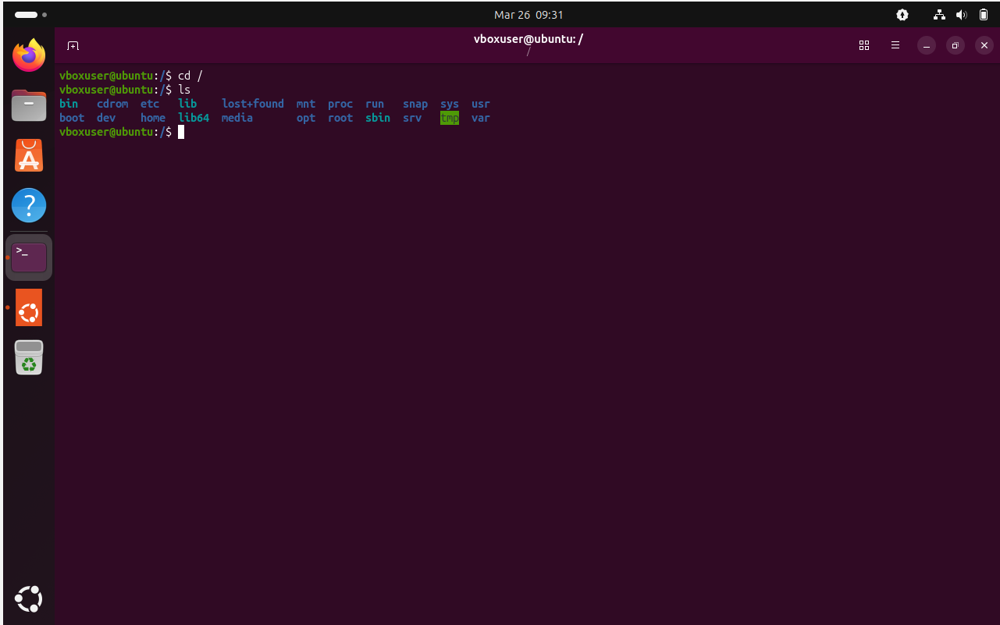 Mar 26 09:31
vboxuser@ubuntu: /
/
vboxuser@ubuntu:/$ cd /
vboxuser@ubuntu:/$ ls
bin cdrom etc lib lost+found mnt proc run snap sys usr
boot dev home lib64 media opt root sbin srv tmp var
vboxuser@ubuntu:/$
A
?
>_